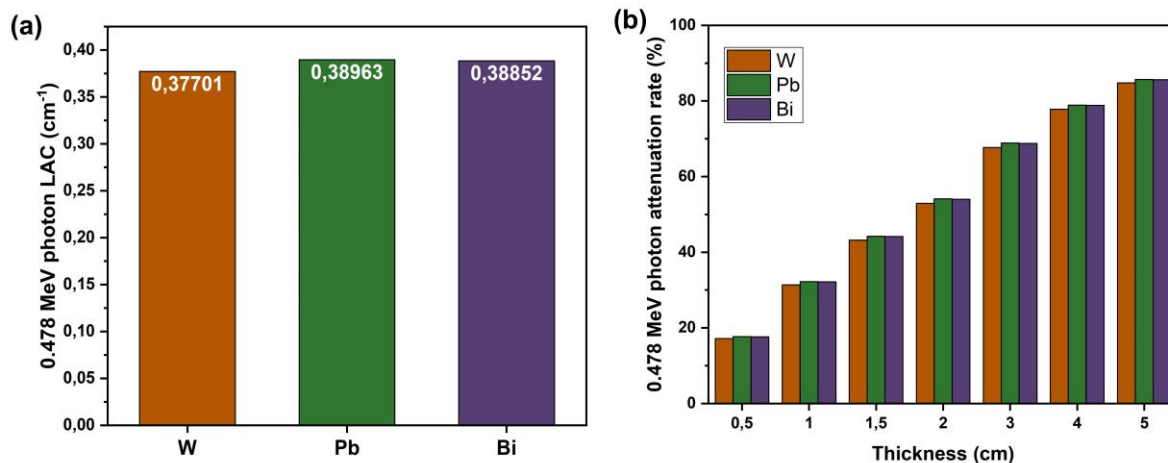 (a)
0.478 MeV photon LAC (cm⁻¹)
0,40
0,35
0,30
0,25
0,20
0,15
0,10
0,05
0,00
0,37701
0,38963
0,38852
W
Pb
Bi
(b)
0.478 MeV photon attenuation rate (%)
100
80
60
40
20
0
W
Pb
Bi
0,5
1
1,5
2
3
4
5
Thickness (cm)